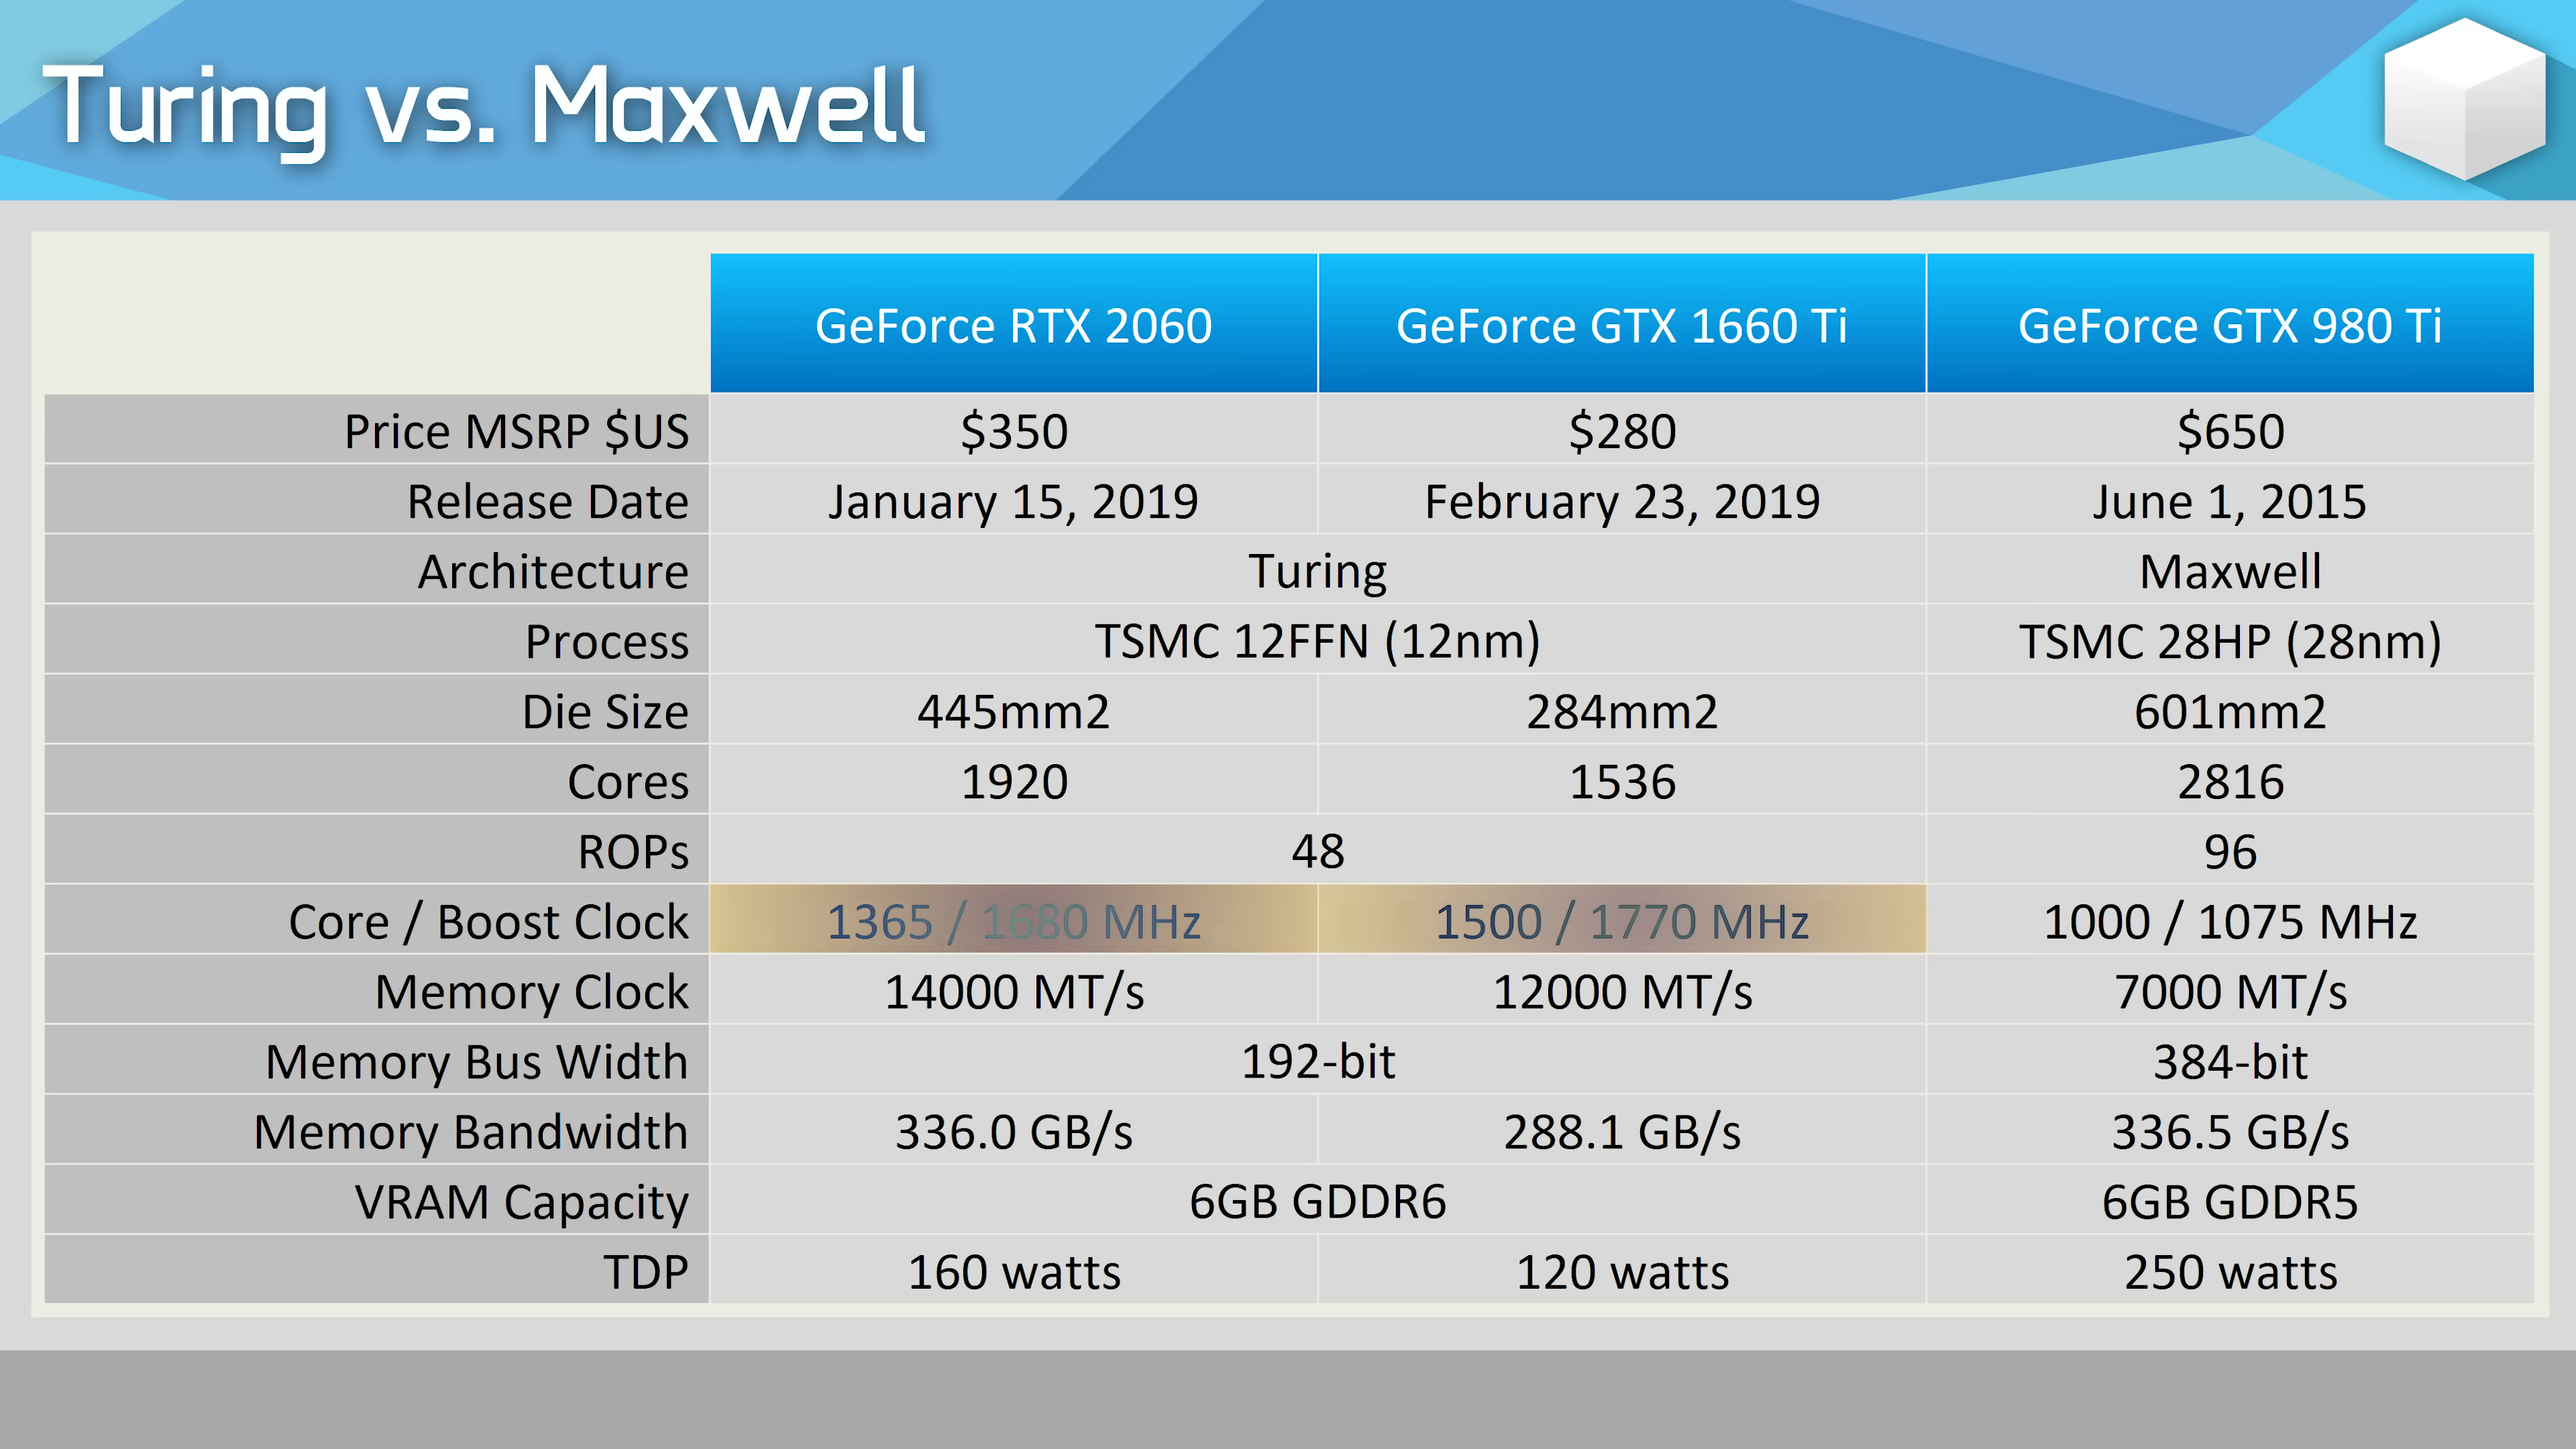 Turing vs. Maxwell
GeForce RTX 2060 GeForce GTX 1660 Ti GeForce GTX 980 Ti
Price MSRP $US $350 $280 $650
Release Date January 15, 2019 February 23, 2019 June 1, 2015
Architecture Turing Maxwell
Process TSMC 12FFN (12nm) TSMC 28HP (28nm)
Die Size 445mm2 284mm2 601mm2
Cores 1920 1536 2816
ROPs 48 96
Core / Boost Clock 1365 / 1680 MHz 1500 / 1770 MHz 1000 / 1075 MHz
Memory Clock 14000 MT/s 12000 MT/s 7000 MT/s
Memory Bus Width 192-bit 384-bit
Memory Bandwidth 336.0 GB/s 288.1 GB/s 336.5 GB/s
VRAM Capacity 6GB GDDR6 6GB GDDR5
TDP 160 watts 120 watts 250 watts